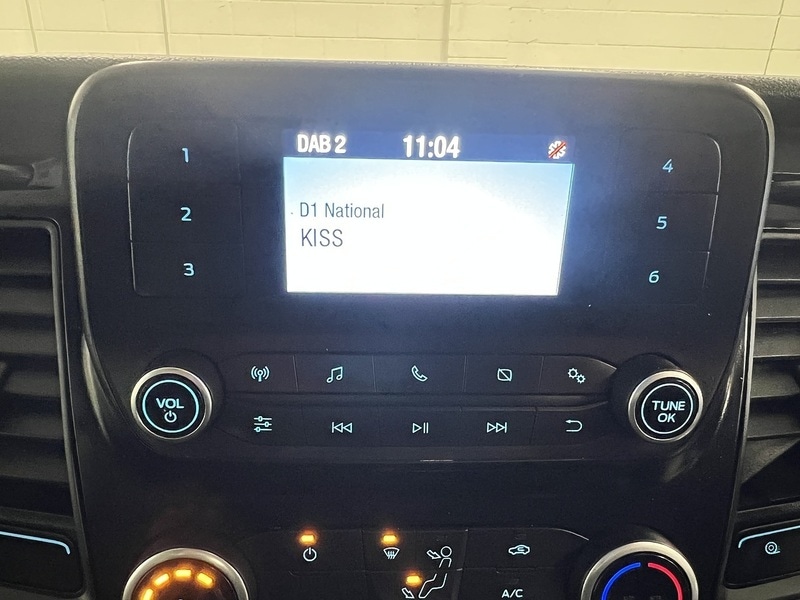 DAB 2 11:04
D1 National
KISS
1
2
3
4
5
6
VOL
TUNE
OK
A/C